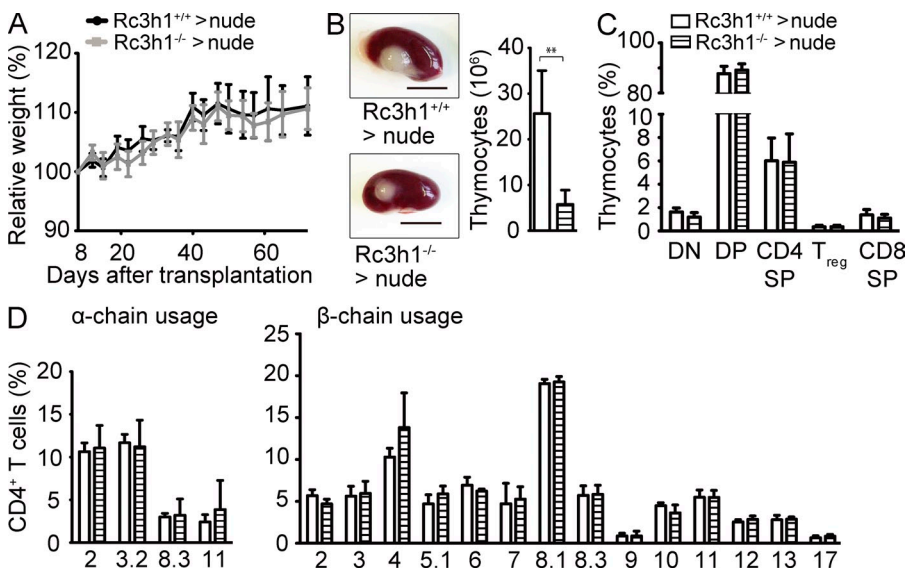 A
Rc3h1+/+ > nude
Rc3h1-/- > nude
Relative weight (%)
120
110
100
90
8 20 40 60
Days after transplantation
B
Rc3h1+/+
> nude
Rc3h1-/-
> nude
Thymocytes (10⁶)
40
30
20
10
0
**
C
Rc3h1+/+ > nude
Rc3h1-/- > nude
Thymocytes (%)
100
80
8
6
4
2
0
DN DP CD4 SP Treg CD8 SP
D α-chain usage
CD4+ T cells (%)
20
15
10
5
0
2 3.2 8.3 11
β-chain usage
25
20
15
10
5
0
2 3 4 5.1 6 7 8.1 8.3 9 10 11 12 13 17